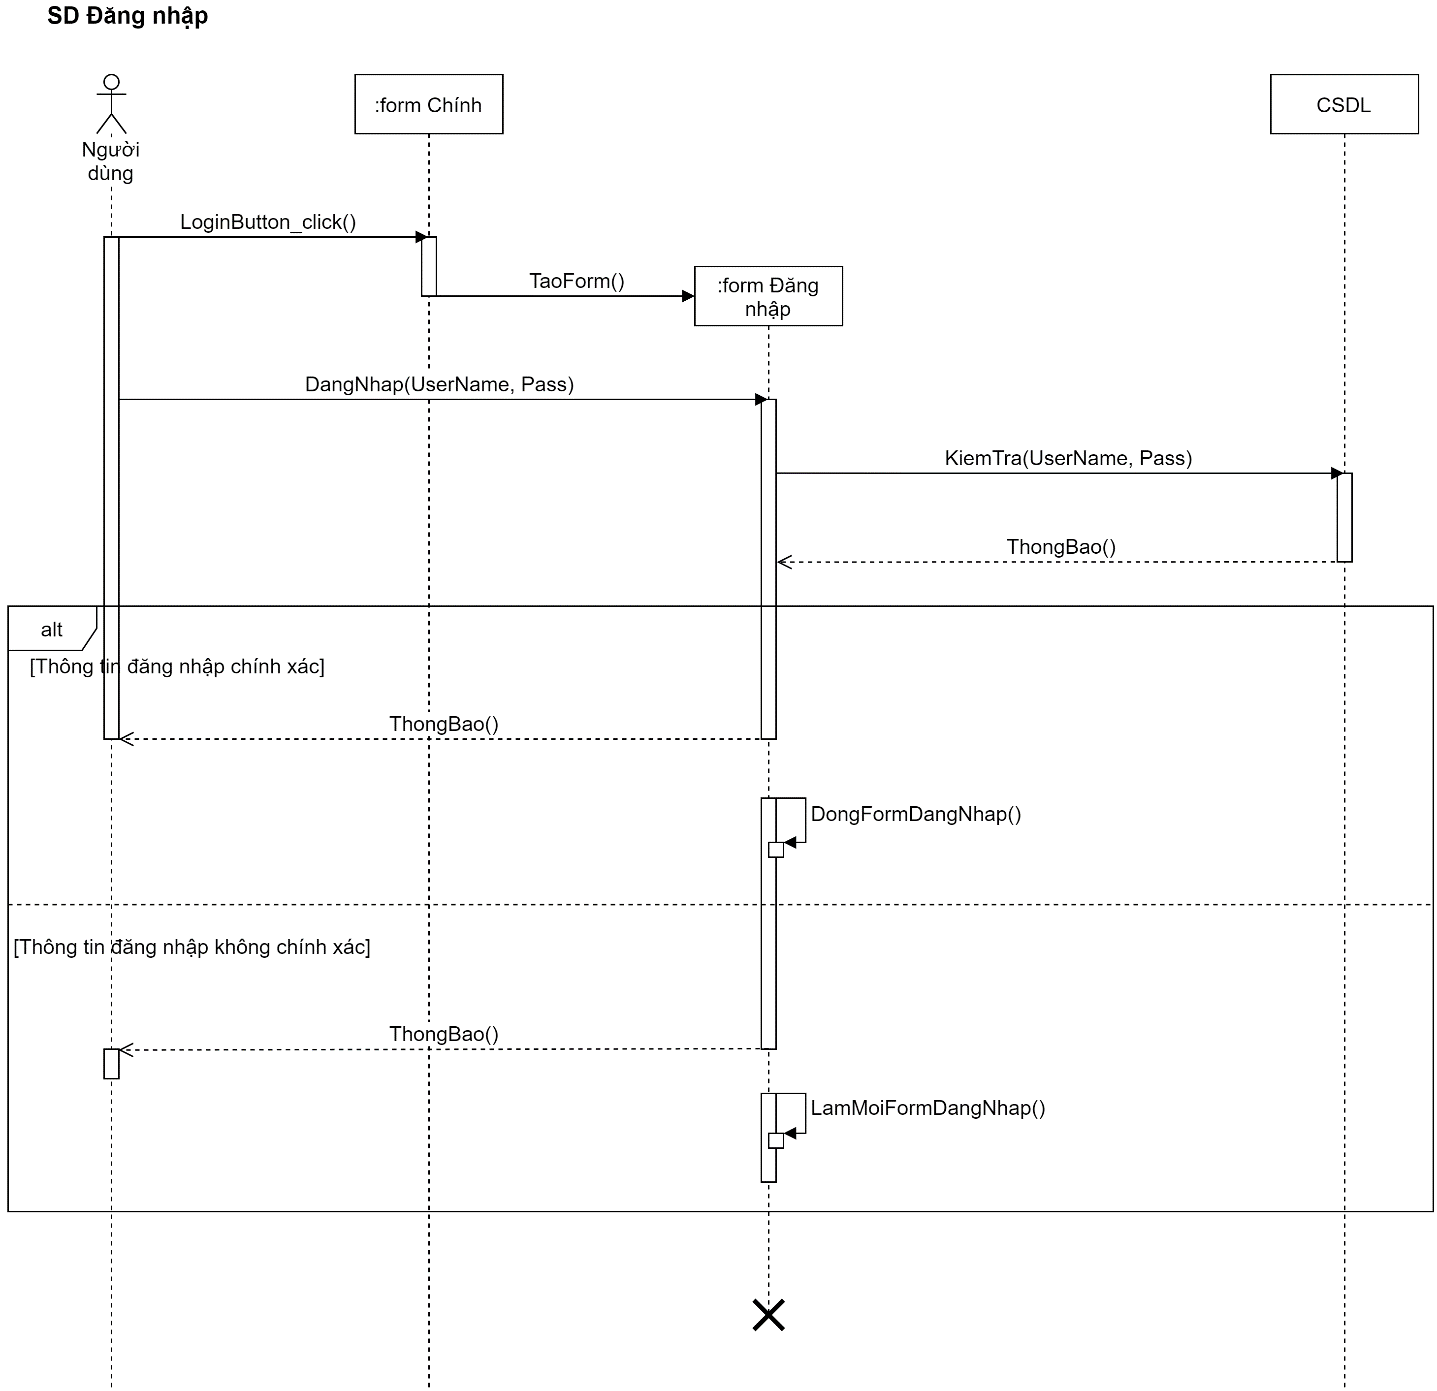 SD Đăng nhập
:form Chính
CSDL
Người
dùng
LoginButton_click()
TaoForm()
:form Đăng
nhập
DangNhap(UserName, Pass)
KiemTra(UserName, Pass)
ThongBao()
alt
[Thông tin đăng nhập chính xác]
ThongBao()
DongFormDangNhap()
[Thông tin đăng nhập không chính xác]
ThongBao()
LamMoiFormDangNhap()